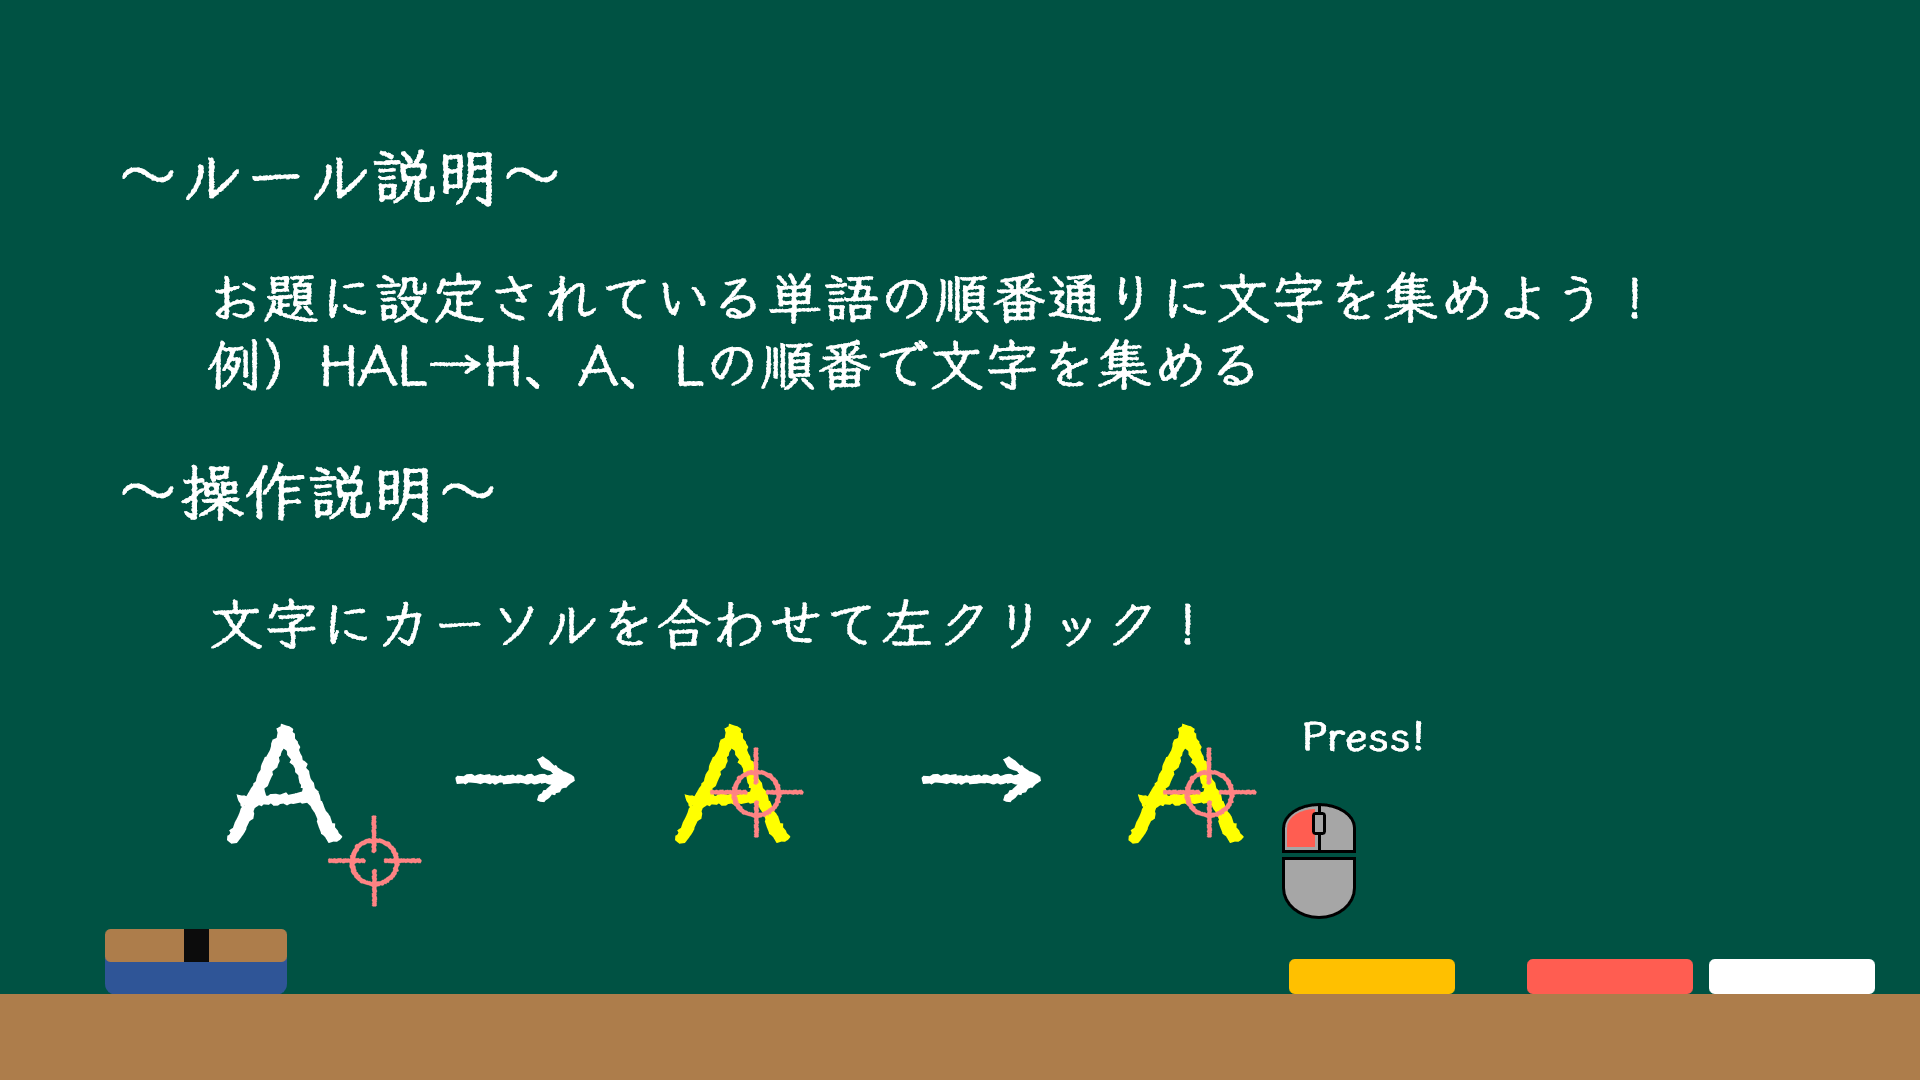 ～ルール説明～
お題に設定されている単語の順番通りに文字を集めよう！
例）HAL→H、A、Lの順番で文字を集める
～操作説明～
文字にカーソルを合わせて左クリック！
A → A → A Press!